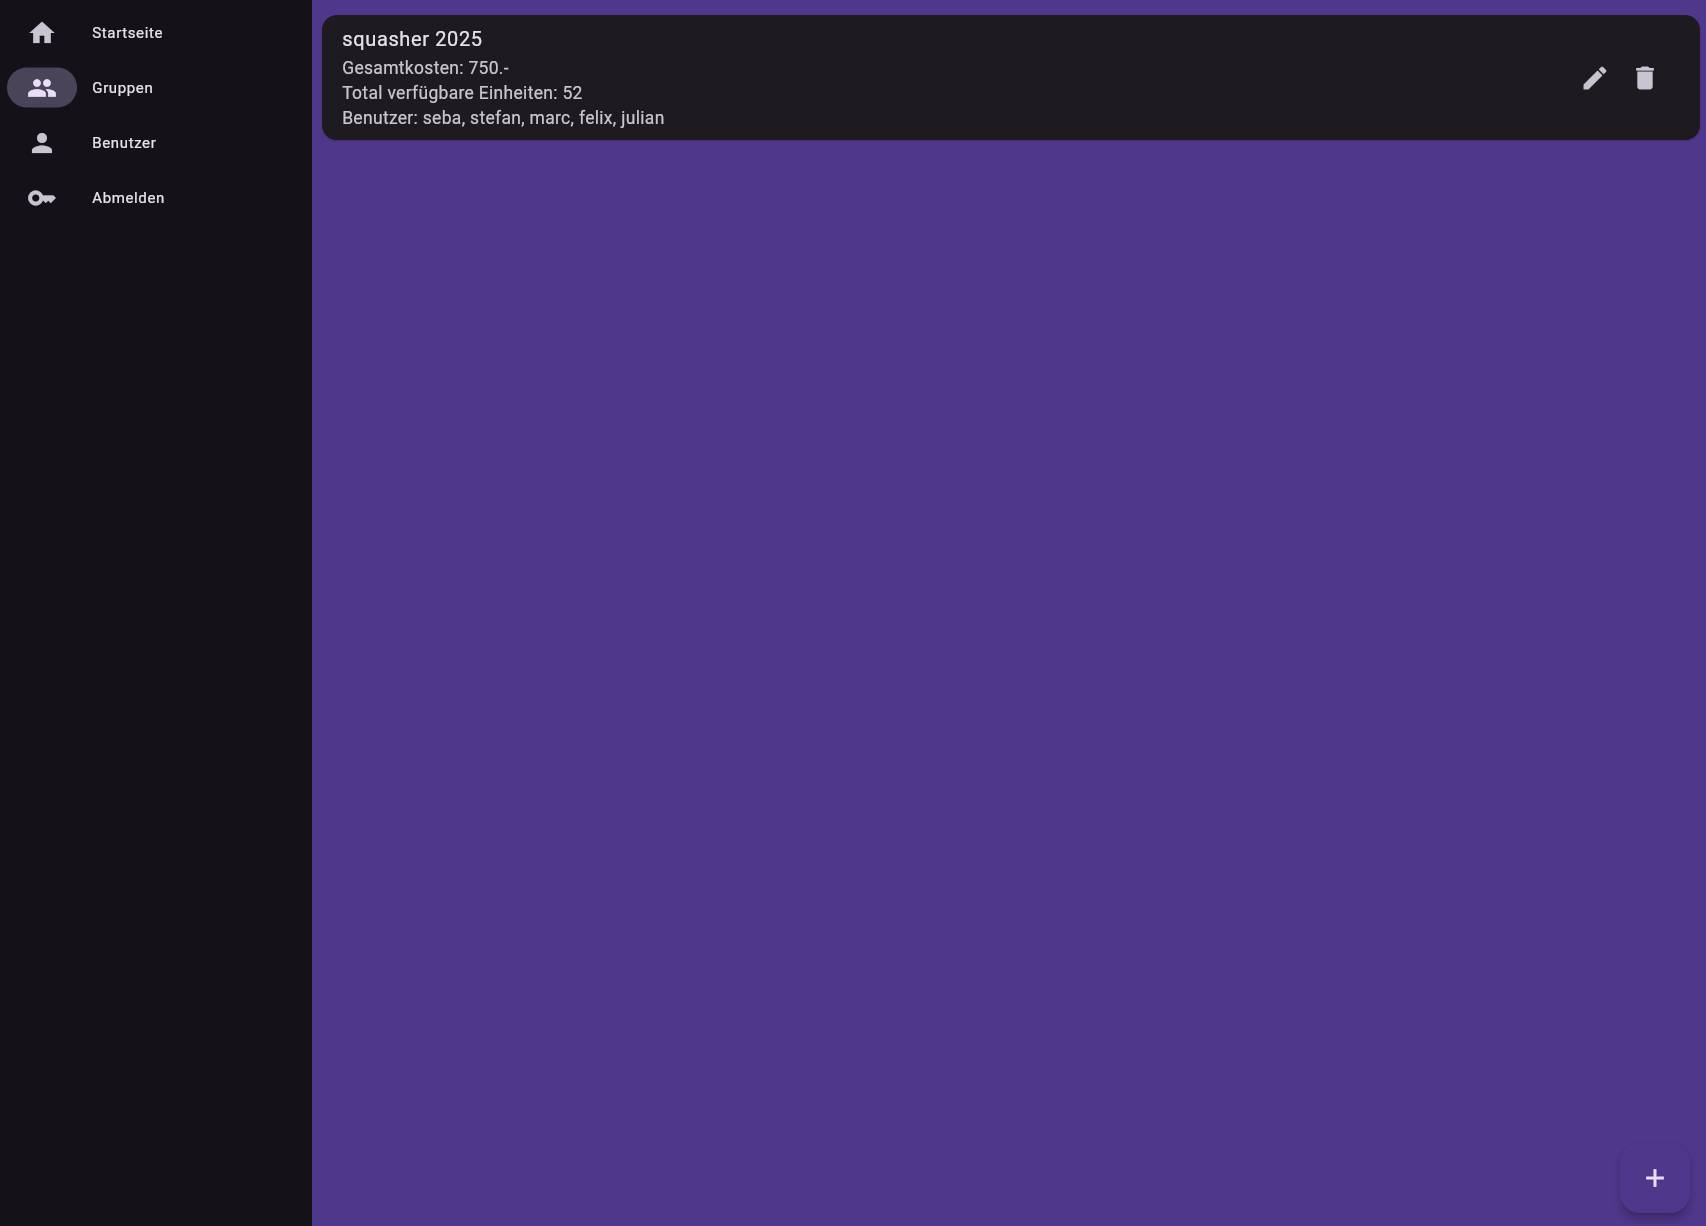 Startseite
Gruppen
Benutzer
Abmelden
squasher 2025
Gesamtkosten: 750.-
Total verfügbare Einheiten: 52
Benutzer: seba, stefan, marc, felix, julian